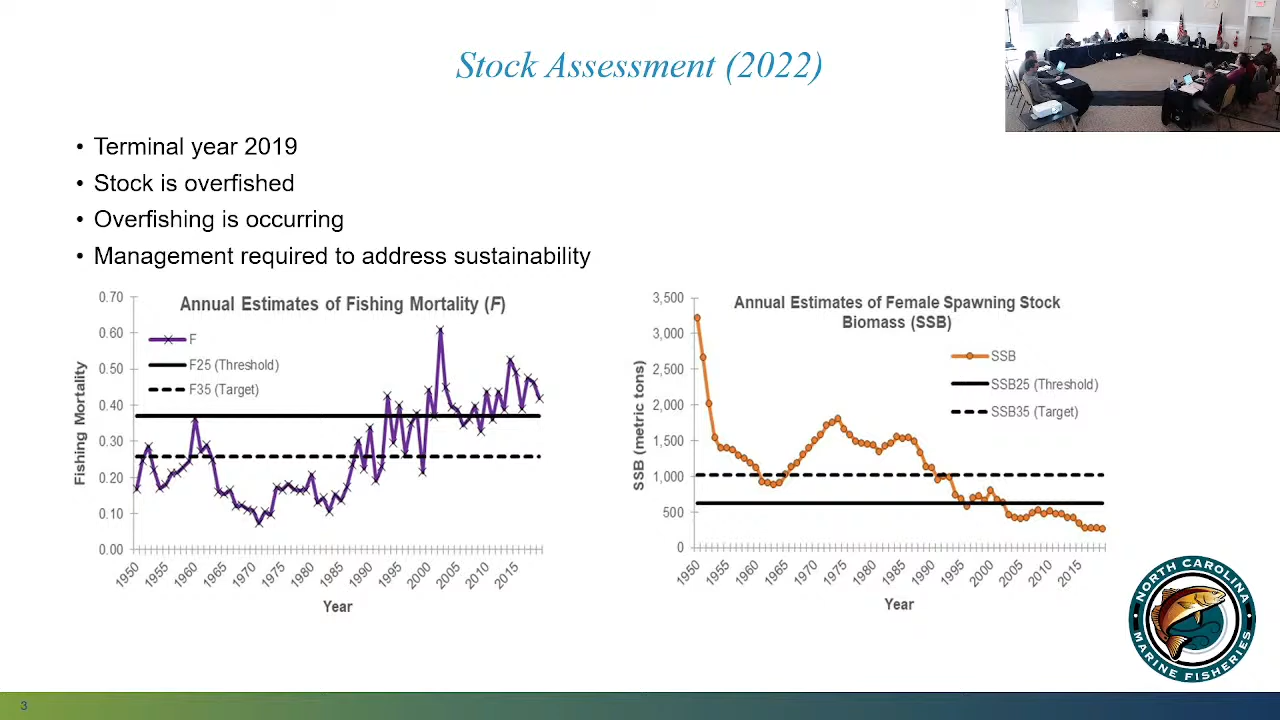 Stock Assessment (2022)
• Terminal year 2019
• Stock is overfished
• Overfishing is occurring
• Management required to address sustainability
Annual Estimates of Fishing Mortality (F)
F
F25 (Threshold)
F35 (Target)
Fishing Mortality
0.70
0.60
0.50
0.40
0.30
0.20
0.10
0.00
1950
1955
1960
1965
1970
1975
1980
1985
1990
1995
2000
2005
2010
2015
Year
Annual Estimates of Female Spawning Stock
Biomass (SSB)
SSB
SSB25 (Threshold)
SSB35 (Target)
SSB (metric tons)
3,500
3,000
2,500
2,000
1,500
1,000
500
0
1950
1955
1960
1965
1970
1975
1980
1985
1990
1995
2000
2005
2010
2015
Year
NORTH CAROLINA
MARINE FISHERIES
3